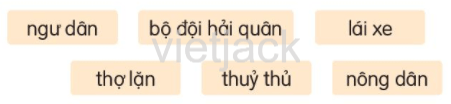 ngư dân bộ đội hải quân lái xe
vietjack
thợ lặn thuỷ thủ nông dân